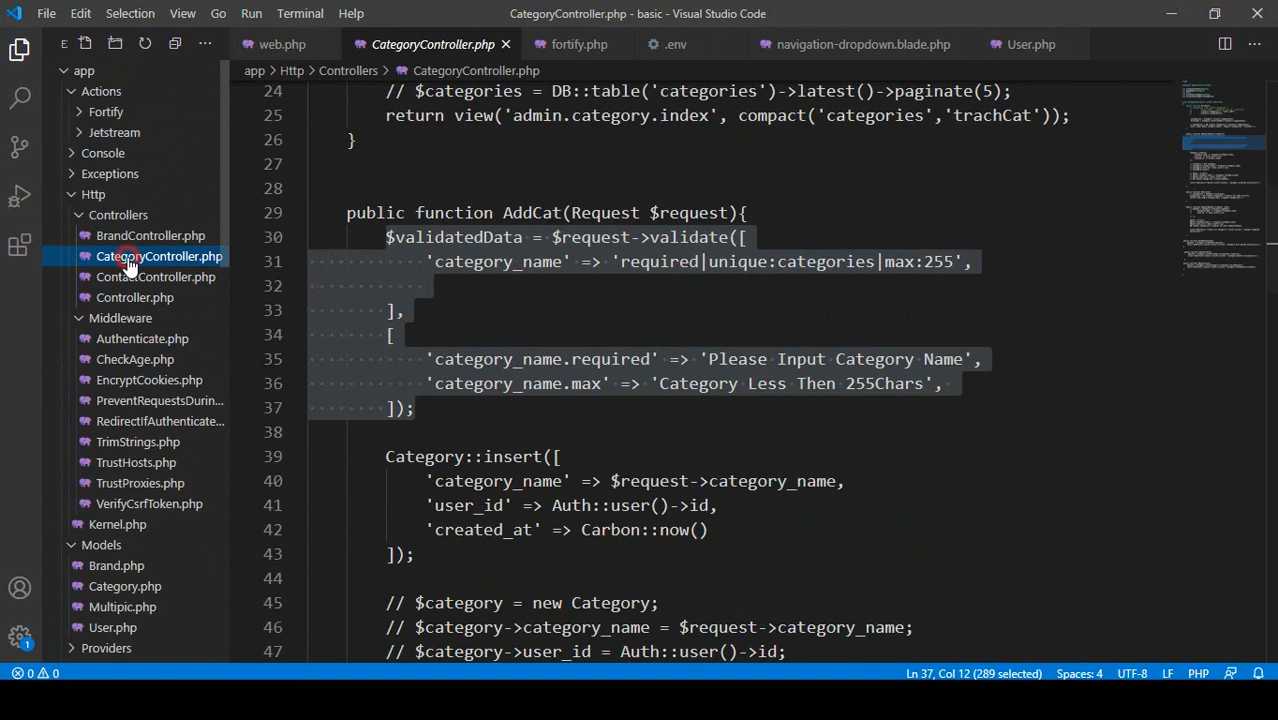 File Edit Selection View Go Run Terminal Help CategoryController.php - basic - Visual Studio Code
E web.php CategoryController.php fortify.php .env navigation-dropdown.blade.php User.php
app > Http > Controllers > CategoryController.php
app
Actions
Fortify
Jetstream
Console
Exceptions
Http
Controllers
BrandController.php
CategoryController.php
ContactController.php
Controller.php
Middleware
Authenticate.php
CheckAge.php
EncryptCookies.php
PreventRequestsDurin...
RedirectIfAuthenticate...
TrimStrings.php
TrustHosts.php
TrustProxies.php
VerifyCsrfToken.php
Kernel.php
Models
Brand.php
Category.php
Multipic.php
User.php
Providers
24 // $categories = DB::table('categories')->latest()->paginate(5);
25 return view( admin.category.index', compact('categories','trachCat'));
26 }
27
28
29 public function AddCat(Request $request){
30 $validatedData = $request->validate([
31 'category_name' => 'required|unique:categories|max:255',
32
33 ],
34 [
35 'category_name.required' => 'Please Input Category Name',
36 'category_name.max' => 'Category Less Then 255Chars',
37 ]);
38
39 Category::insert([
40 'category_name' => $request->category_name,
41 'user_id' => Auth::user()->id,
42 'created_at' => Carbon::now()
43 ]);
44
45 // $category = new Category;
46 // $category->category_name = $request->category_name;
47 // $category->user_id = Auth::user()->id;
1
0 0 Ln 37, Col 12 (289 selected) Spaces: 4 UTF-8 LF PHP